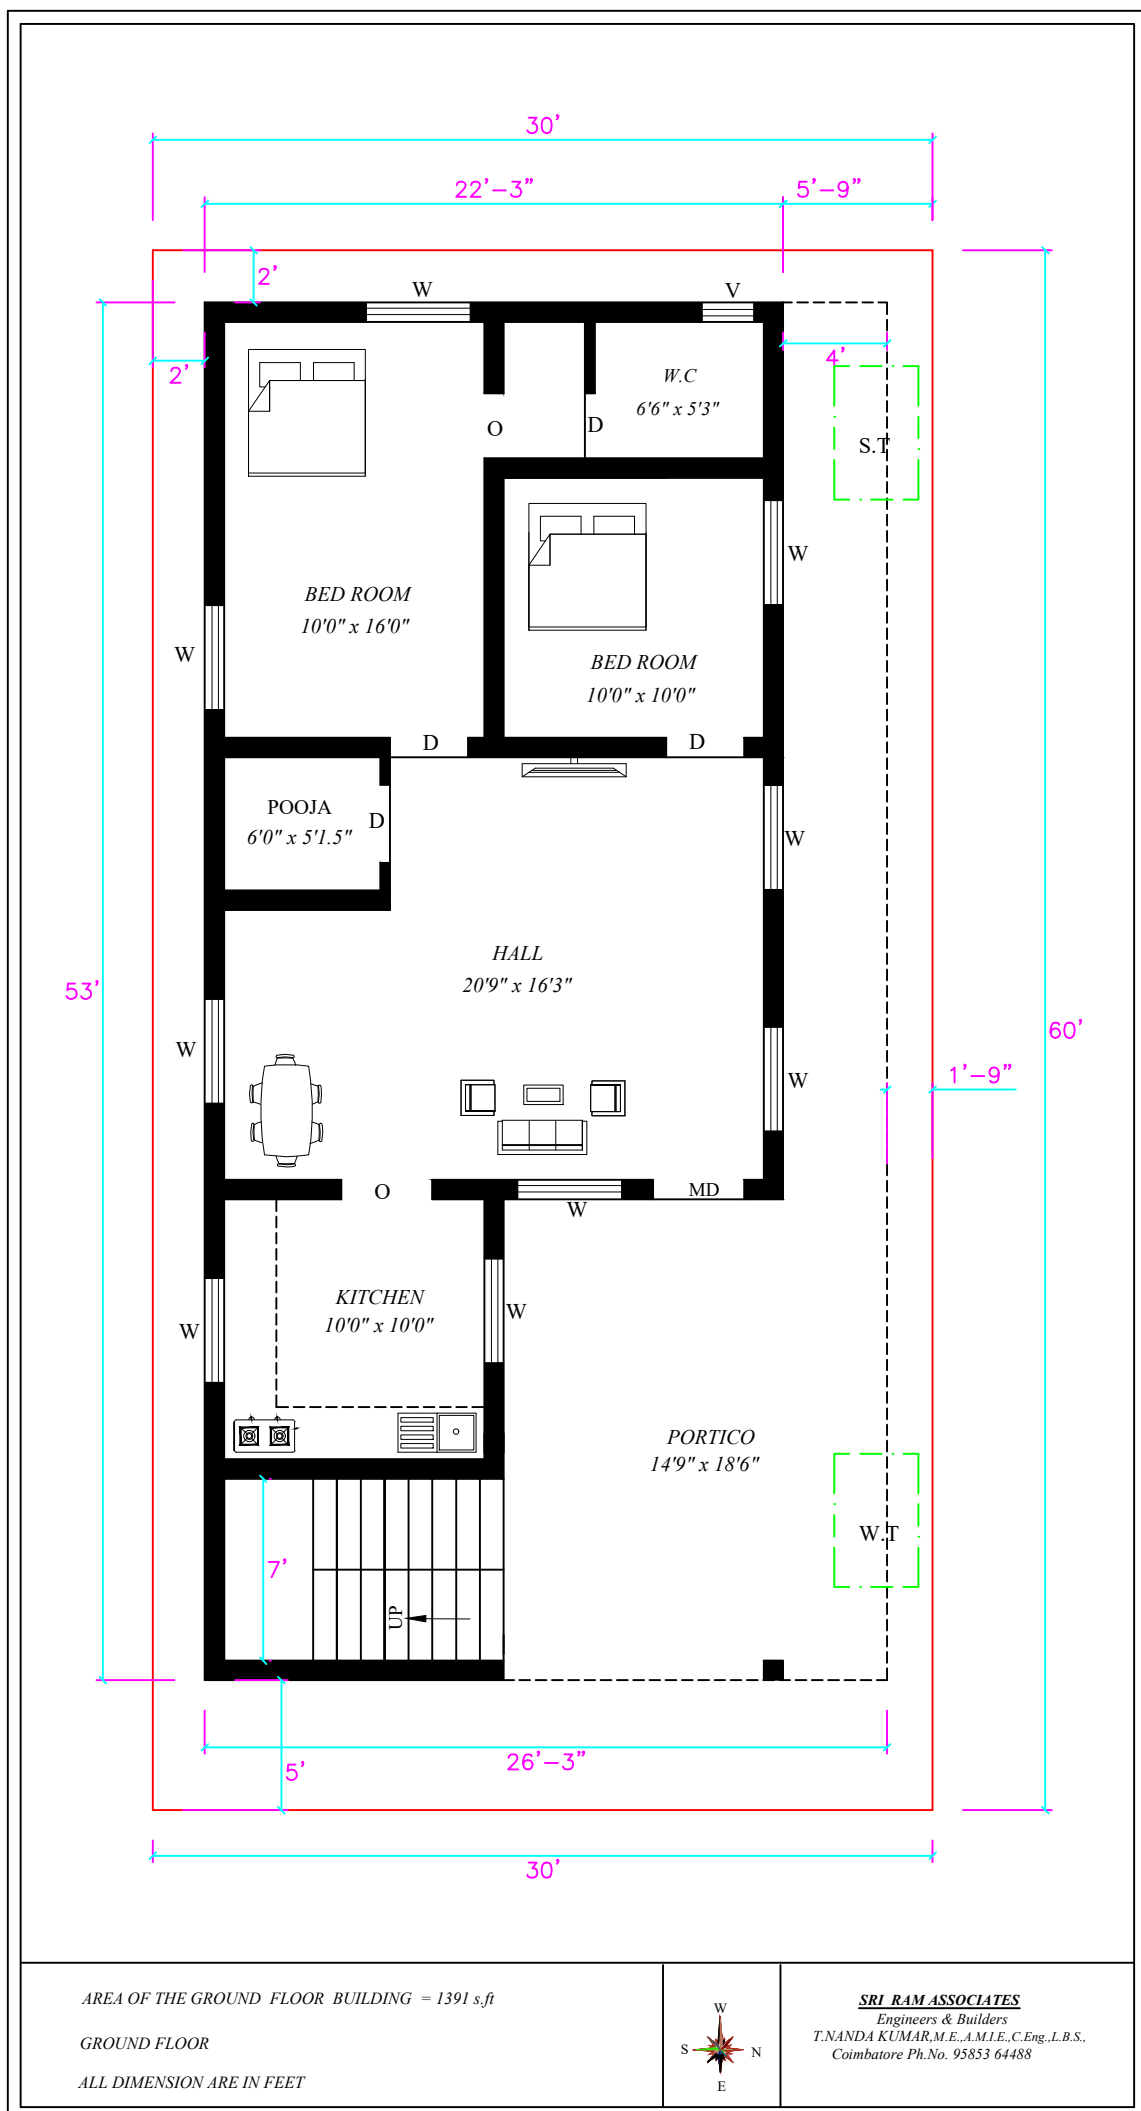 30'
22'-3"
5'-9"
2'
W
V
2'
4'
W.C
6'6" x 5'3"
O
D
S.T
W
BED ROOM
10'0" x 16'0"
W
BED ROOM
10'0" x 10'0"
D
D
POOJA
6'0" x 5'1.5"
D
W
HALL
20'9" x 16'3"
53'
60'
W
1'-9"
W
O
MD
W
KITCHEN
10'0" x 10'0"
W
W
PORTICO
14'9" x 18'6"
W.T
7'
UP
26'-3"
5'
30'
AREA OF THE GROUND FLOOR BUILDING = 1391 s.ft
GROUND FLOOR
ALL DIMENSION ARE IN FEET
W
S
N
E
SRI RAM ASSOCIATES
Engineers & Builders
T.NANDA KUMAR,M.E.,A.M.I.E.,C.Eng.,L.B.S.,
Coimbatore Ph.No. 95853 64488